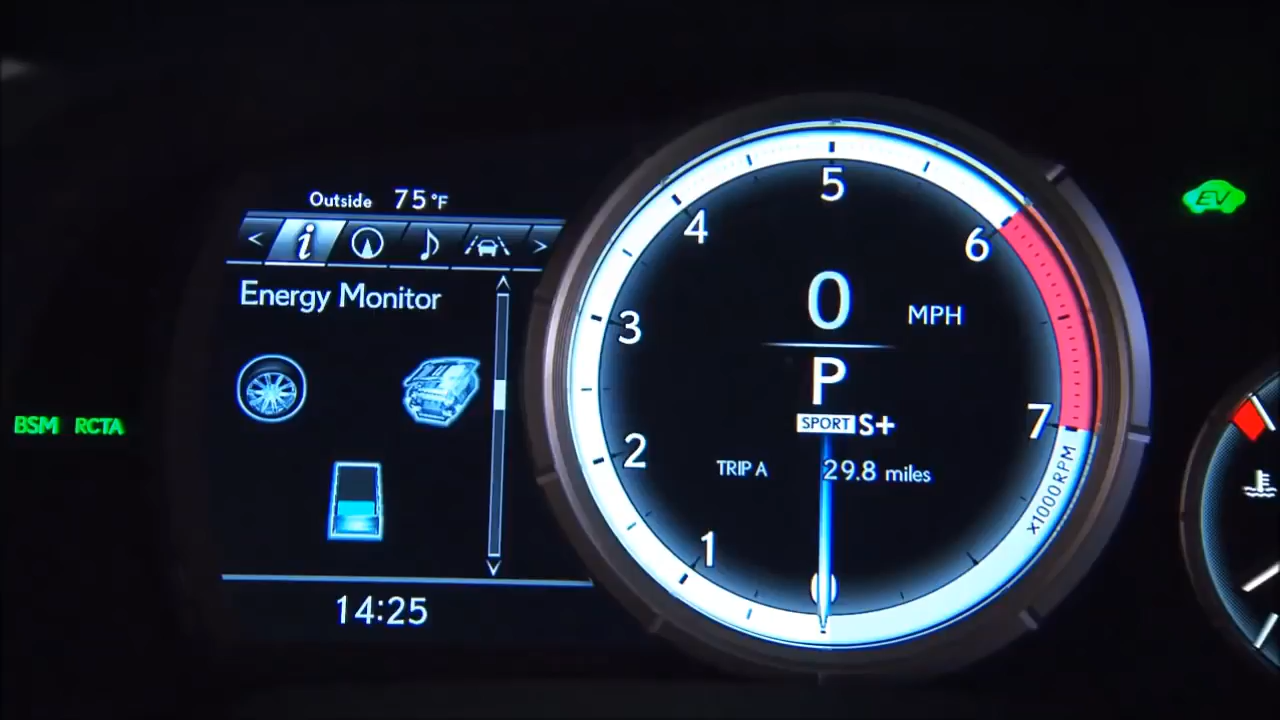 Outside 75°F
< i >
Energy Monitor
14:25
BSM RCTA
0 MPH
P
SPORT S+
TRIP A 29.8 miles
0
1
2
3
4
5
6
7
x1000RPM
EV